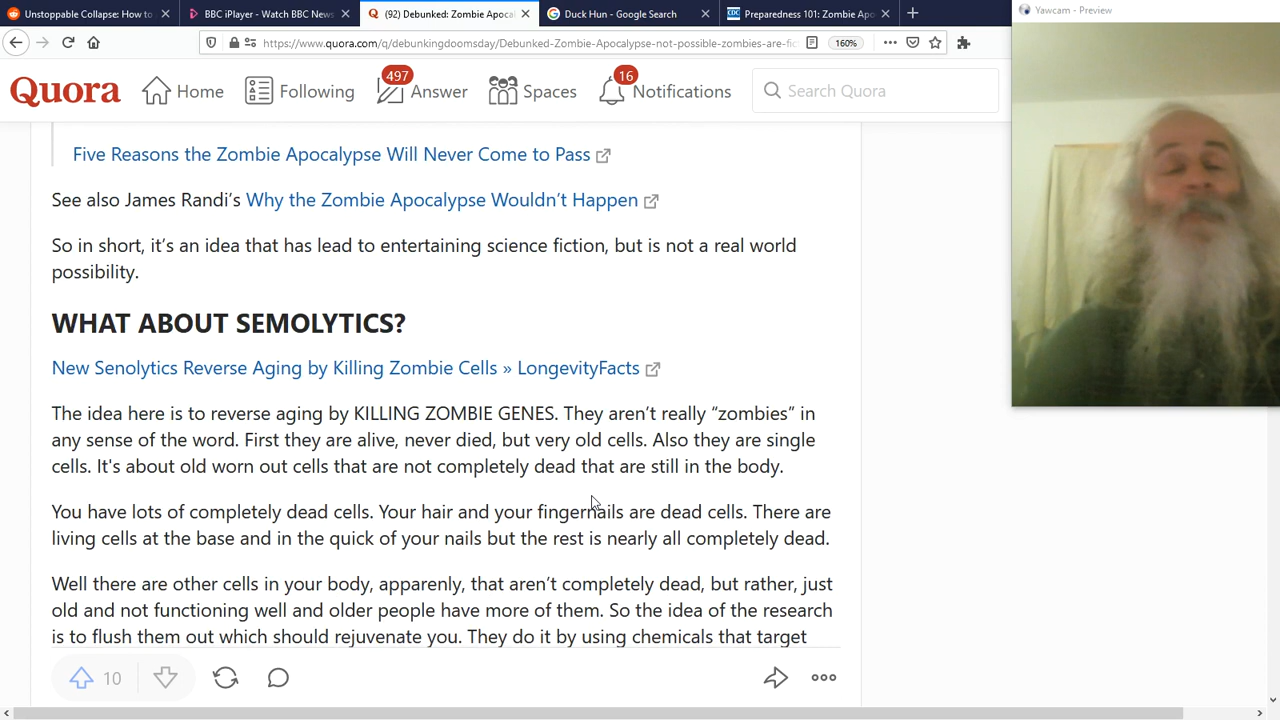 Unstoppable Collapse: How to
BBC iPlayer - Watch BBC News
(92) Debunked: Zombie Apocal
Duck Hun - Google Search
Preparedness 101: Zombie Apo
Yawcam - Preview
https://www.quora.com/q/debunkingdoomsday/Debunked-Zombie-Apocalypse-not-possible-zombies-are-fic
160%
Quora
Home
Following
497
Answer
Spaces
16
Notifications
Search Quora
Five Reasons the Zombie Apocalypse Will Never Come to Pass
See also James Randi’s Why the Zombie Apocalypse Wouldn’t Happen
So in short, it’s an idea that has lead to entertaining science fiction, but is not a real world
possibility.
WHAT ABOUT SEMOLYTICS?
New Senolytics Reverse Aging by Killing Zombie Cells » LongevityFacts
The idea here is to reverse aging by KILLING ZOMBIE GENES. They aren’t really “zombies” in
any sense of the word. First they are alive, never died, but very old cells. Also they are single
cells. It's about old worn out cells that are not completely dead that are still in the body.
You have lots of completely dead cells. Your hair and your fingernails are dead cells. There are
living cells at the base and in the quick of your nails but the rest is nearly all completely dead.
Well there are other cells in your body, apparenly, that aren’t completely dead, but rather, just
old and not functioning well and older people have more of them. So the idea of the research
is to flush them out which should rejuvenate you. They do it by using chemicals that target
10